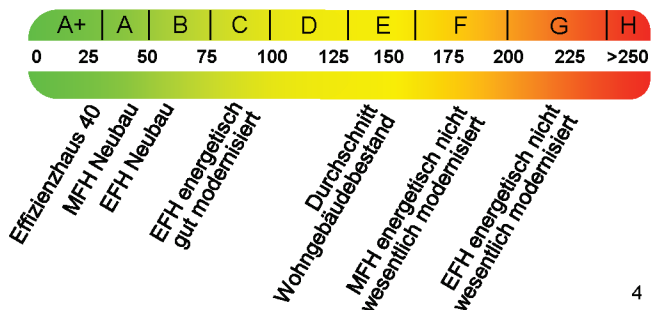 A+ A B C D E F G H
0 25 50 75 100 125 150 175 200 225 >250
Effizienzhaus 40
MFH Neubau
EFH Neubau
EFH energetisch
gut modernisiert
Durchschnitt
Wohngebäudebestand
MFH energetisch nicht
wesentlich modernisiert
EFH energetisch nicht
wesentlich modernisiert
4